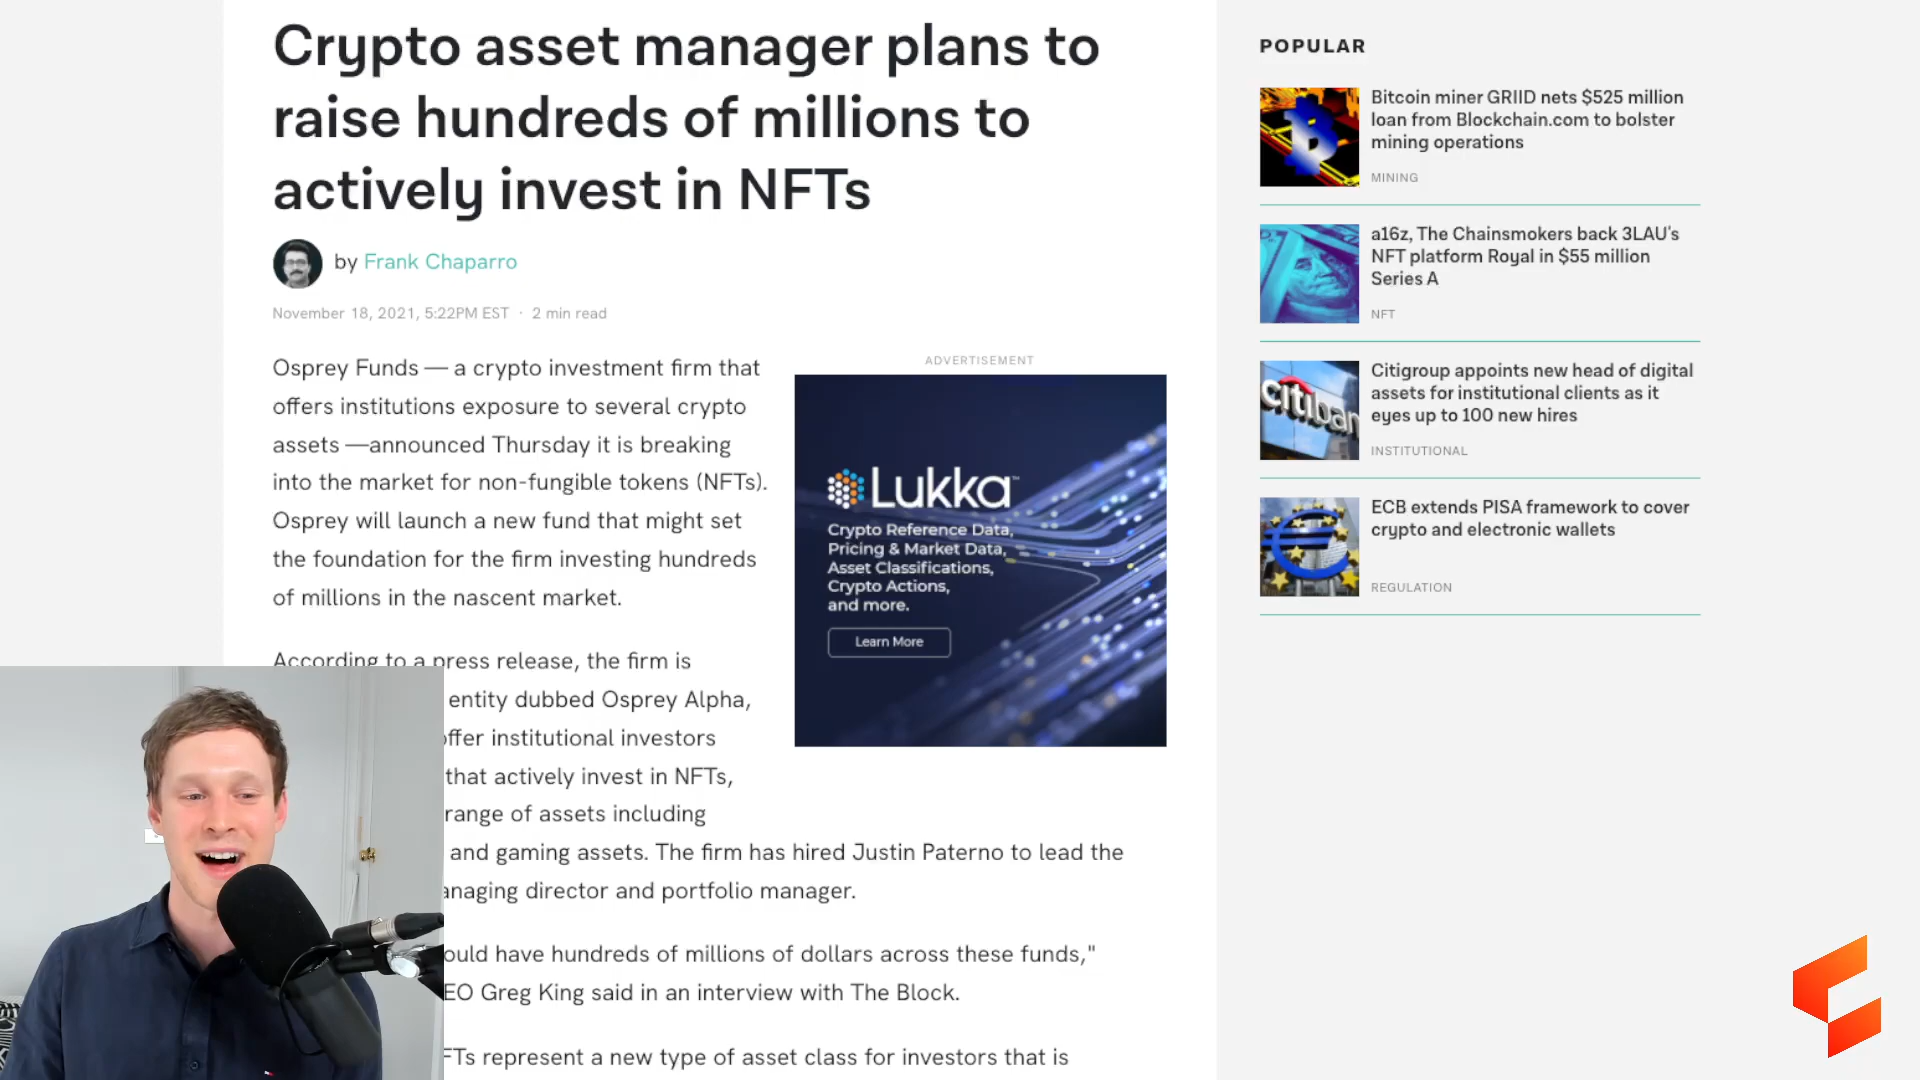 Crypto asset manager plans to
raise hundreds of millions to
actively invest in NFTs
by Frank Chaparro
November 18, 2021, 5:22PM EST · 2 min read
Osprey Funds — a crypto investment firm that
offers institutions exposure to several crypto
assets —announced Thursday it is breaking
into the market for non-fungible tokens (NFTs).
Osprey will launch a new fund that might set
the foundation for the firm investing hundreds
of millions in the nascent market.
According to a press release, the firm is
entity dubbed Osprey Alpha,
offer institutional investors
that actively invest in NFTs,
range of assets including
and gaming assets. The firm has hired Justin Paterno to lead the
anaging director and portfolio manager.
ould have hundreds of millions of dollars across these funds,"
EO Greg King said in an interview with The Block.
FTs represent a new type of asset class for investors that is
ADVERTISEMENT
Lukka™
Crypto Reference Data,
Pricing & Market Data,
Asset Classifications,
Crypto Actions,
and more.
Learn More
POPULAR
Bitcoin miner GRIID nets $525 million
loan from Blockchain.com to bolster
mining operations
MINING
a16z, The Chainsmokers back 3LAU's
NFT platform Royal in $55 million
Series A
NFT
citiban
Citigroup appoints new head of digital
assets for institutional clients as it
eyes up to 100 new hires
INSTITUTIONAL
ECB extends PISA framework to cover
crypto and electronic wallets
REGULATION